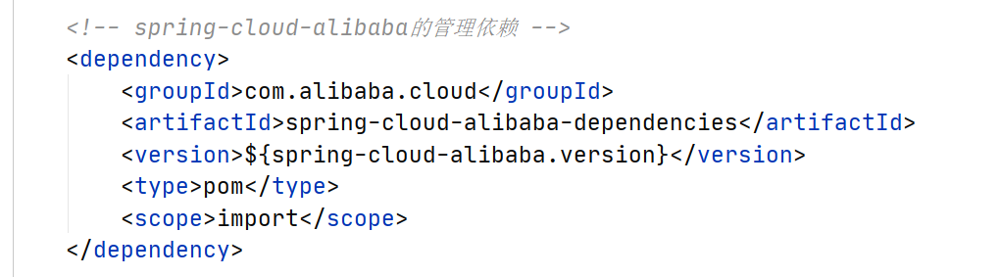 <!-- spring-cloud-alibaba的管理依赖 -->
<dependency>
    <groupId>com.alibaba.cloud</groupId>
    <artifactId>spring-cloud-alibaba-dependencies</artifactId>
    <version>${spring-cloud-alibaba.version}</version>
    <type>pom</type>
    <scope>import</scope>
</dependency>